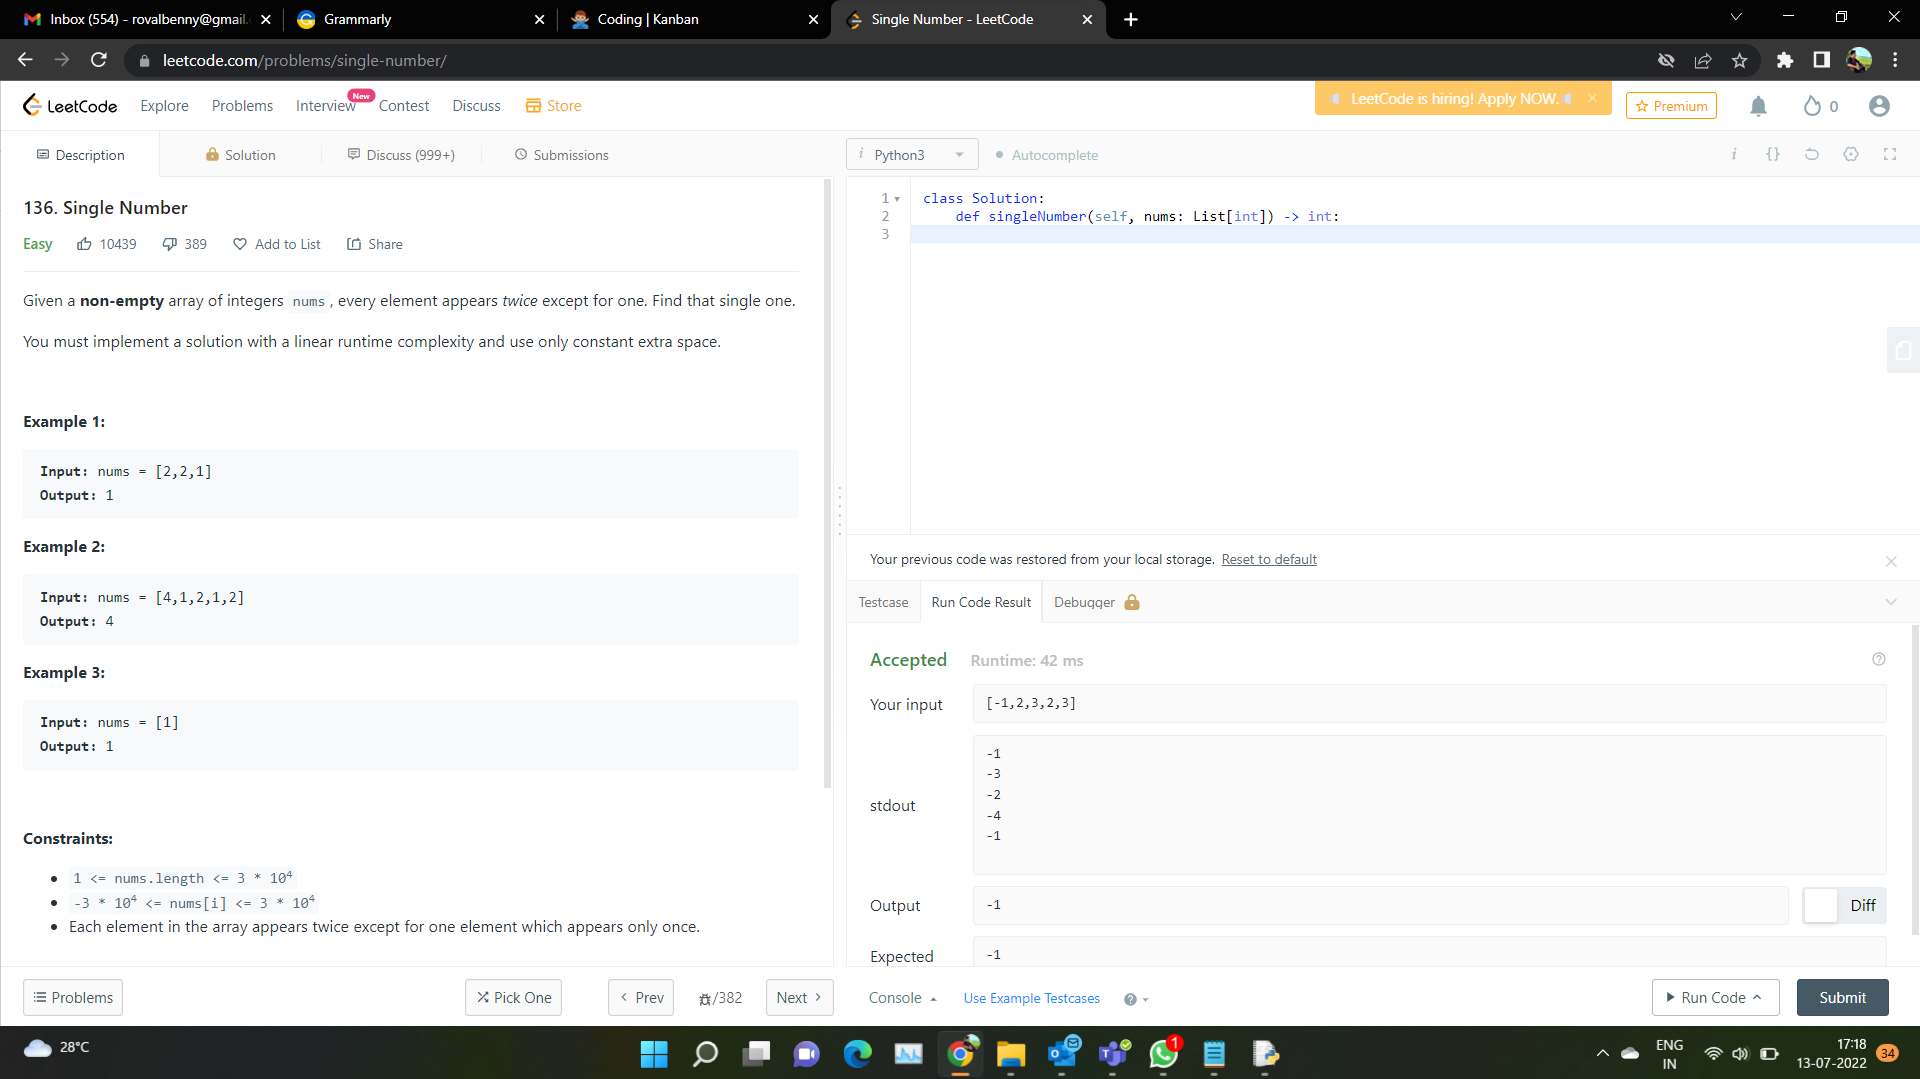 Inbox (554) - rovalbenny@gmail.
Grammarly
Coding | Kanban
Single Number - LeetCode
leetcode.com/problems/single-number/
LeetCode
Explore
Problems
Interview
New
Contest
Discuss
Store
LeetCode is hiring! Apply NOW.
Premium
0
Description
Solution
Discuss (999+)
Submissions
i Python3
Autocomplete
i {}
136. Single Number
Easy
10439
389
Add to List
Share
Given a non-empty array of integers nums, every element appears twice except for one. Find that single one.
You must implement a solution with a linear runtime complexity and use only constant extra space.
Example 1:
Input: nums = [2,2,1]
Output: 1
Example 2:
Input: nums = [4,1,2,1,2]
Output: 4
Example 3:
Input: nums = [1]
Output: 1
Constraints:
1 <= nums.length <= 3 * 10⁴
-3 * 10⁴ <= nums[i] <= 3 * 10⁴
Each element in the array appears twice except for one element which appears only once.
Problems
Pick One
Prev
/382
Next
1 class Solution:
2 def singleNumber(self, nums: List[int]) -> int:
3
Your previous code was restored from your local storage. Reset to default
Testcase
Run Code Result
Debugger
Accepted
Runtime: 42 ms
Your input
[-1,2,3,2,3]
stdout
-1
-3
-2
-4
-1
Output
-1
Diff
Expected
-1
Console
Use Example Testcases
Run Code
Submit
28°C
1
ENG
IN
17:18
13-07-2022
34